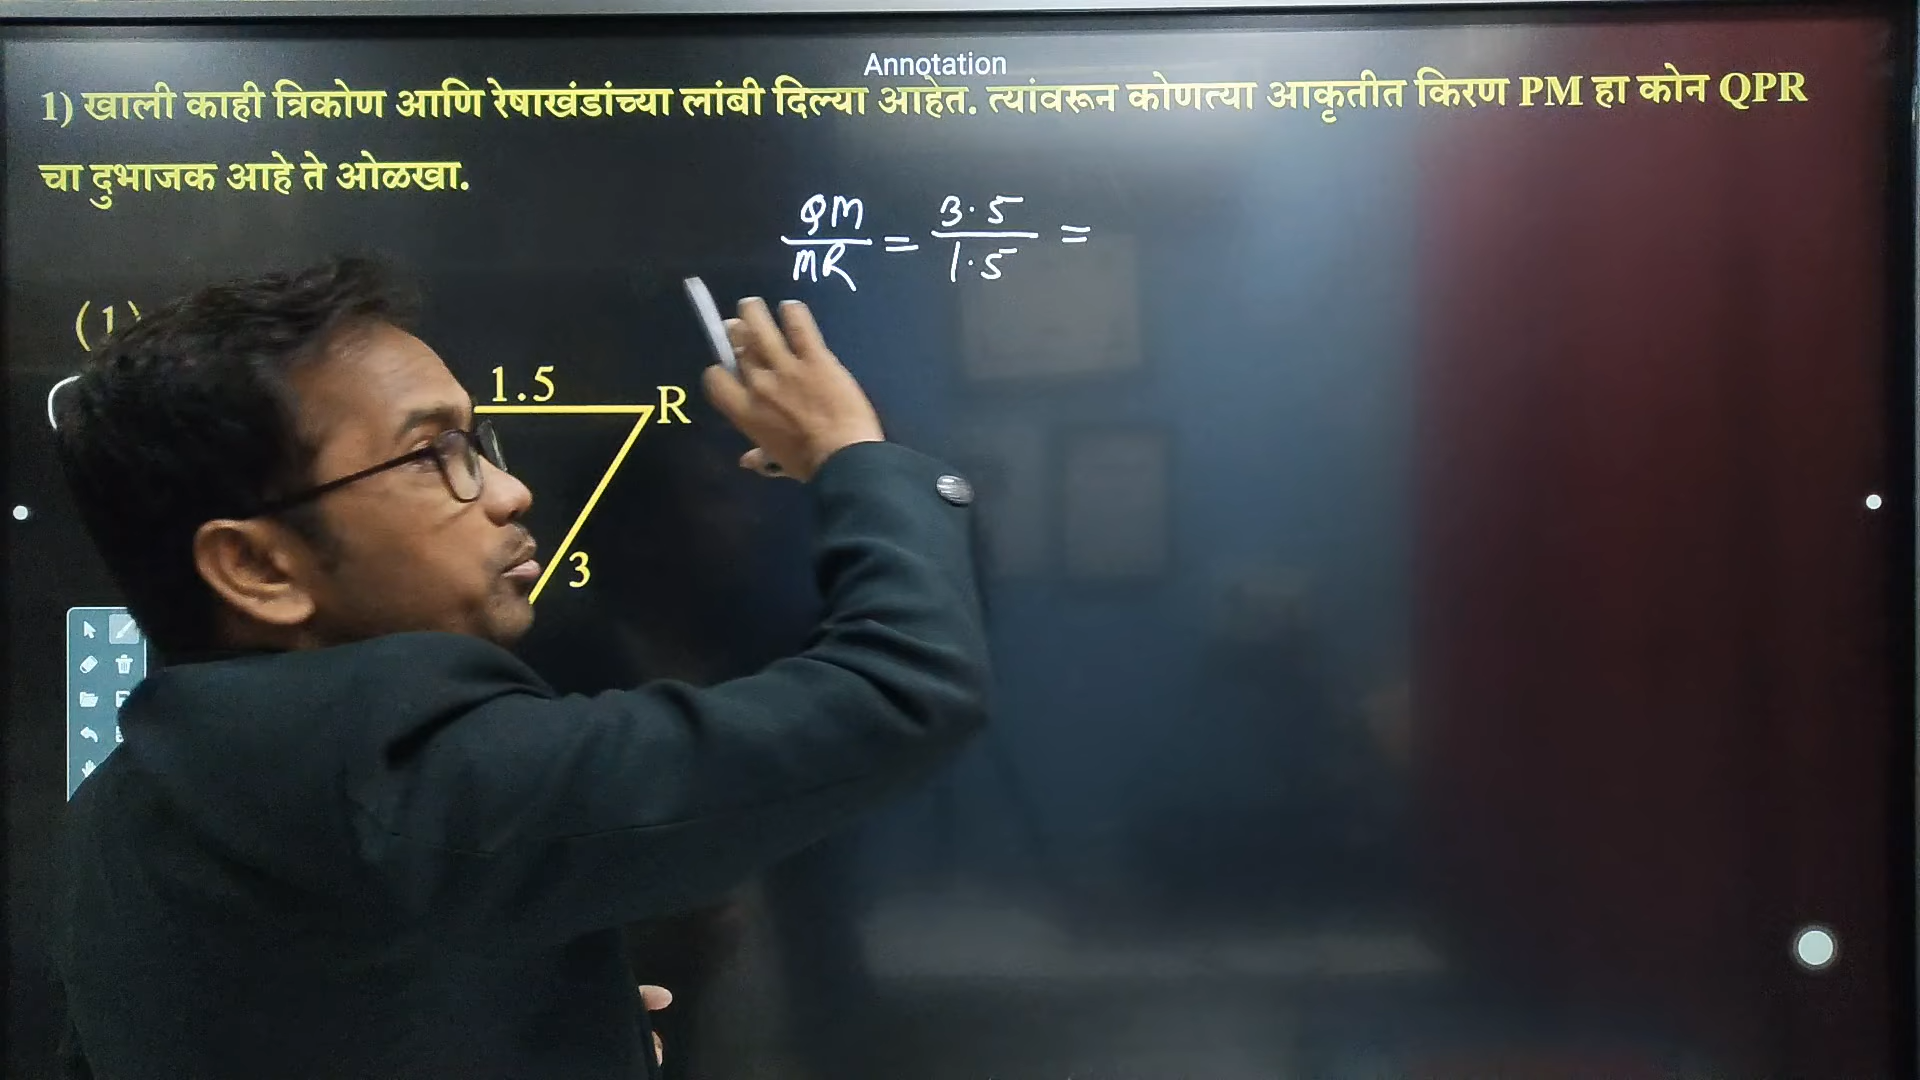 Annotation
1) खाली काही त्रिकोण आणि रेषाखंडांच्या लांबी दिल्या आहेत. त्यांवरून कोणत्या आकृतीत किरण PM हा कोन QPR
चा दुभाजक आहे ते ओळखा.
QM/MR = 3.5/1.5 =
(1)
1.5
R
3